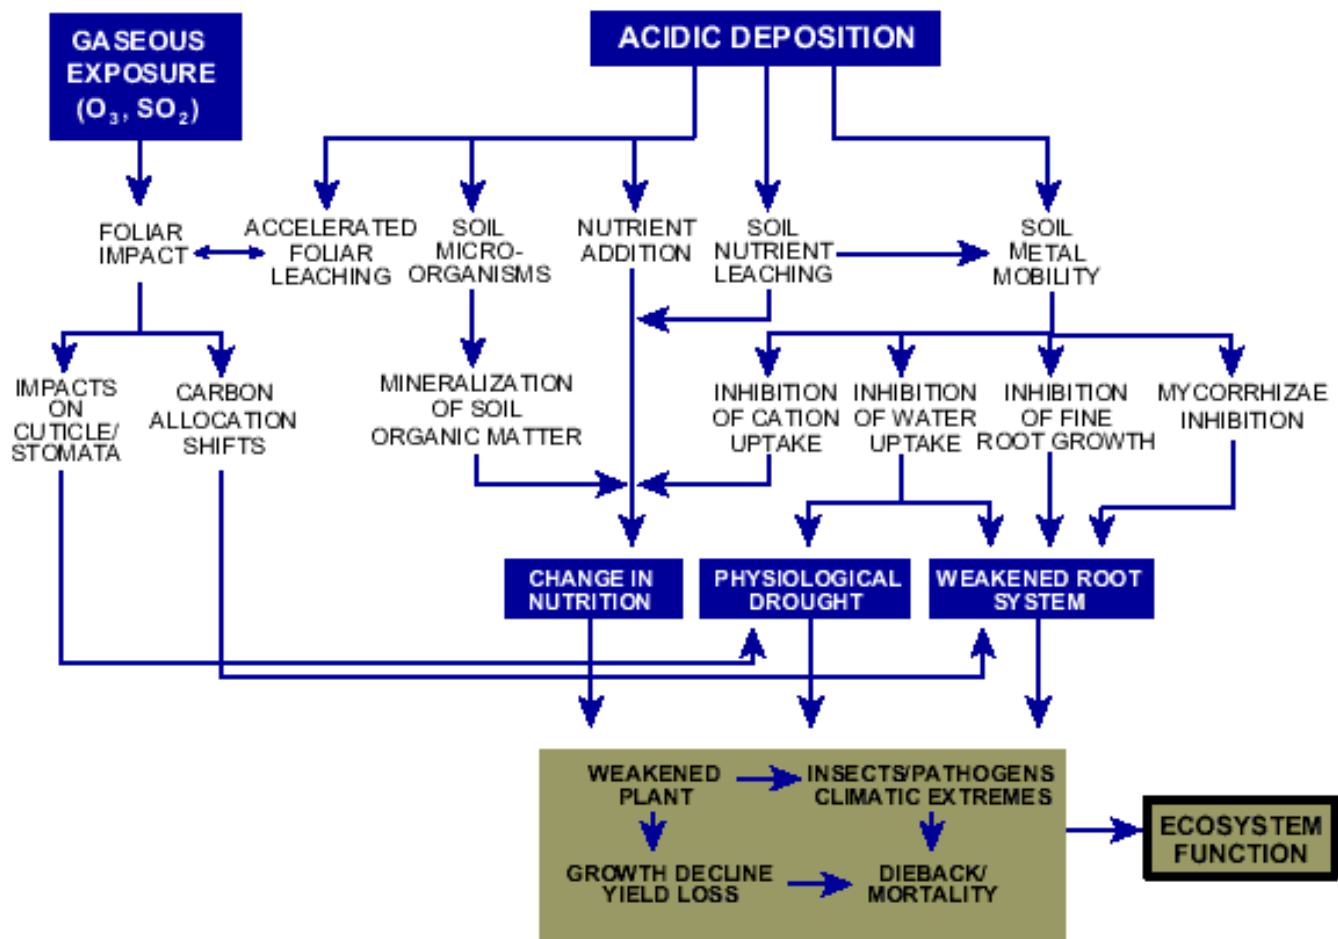 GASEOUS
EXPOSURE
(O₃, SO₂)
ACIDIC DEPOSITION
FOLIAR
IMPACT
ACCELERATED
FOLIAR
LEACHING
SOIL
MICRO-
ORGANISMS
NUTRIENT
ADDITION
SOIL
NUTRIENT
LEACHING
SOIL
METAL
MOBILITY
IMPACTS
ON
CUTICLE/
STOMATA
CARBON
ALLOCATION
SHIFTS
MINERALIZATION
OF SOIL
ORGANIC MATTER
INHIBITION
OF CATION
UPTAKE
INHIBITION
OF WATER
UPTAKE
INHIBITION
OF FINE
ROOT GROWTH
MYCORRHIZAE
INHIBITION
CHANGE IN
NUTRITION
PHYSIOLOGICAL
DROUGHT
WEAKENED ROOT
SYSTEM
WEAKENED
PLANT
INSECTS/PATHOGENS
CLIMATIC EXTREMES
GROWTH DECLINE
YIELD LOSS
DIEBACK/
MORTALITY
ECOSYSTEM
FUNCTION